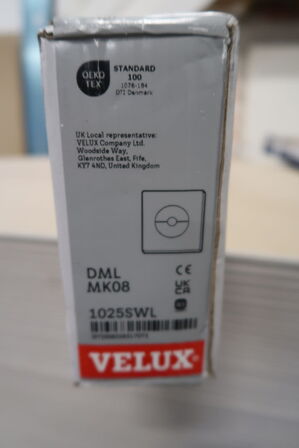 OEKO
TEX
STANDARD
100
1076-184
DTI Danmark
UK Local representative:
VELUX Company Ltd.
Woodside Way,
Glenrothes East, Fife,
KY7 4ND, United Kingdom
DML
MK08
CE
UK
CA
1025SWL
VELUX